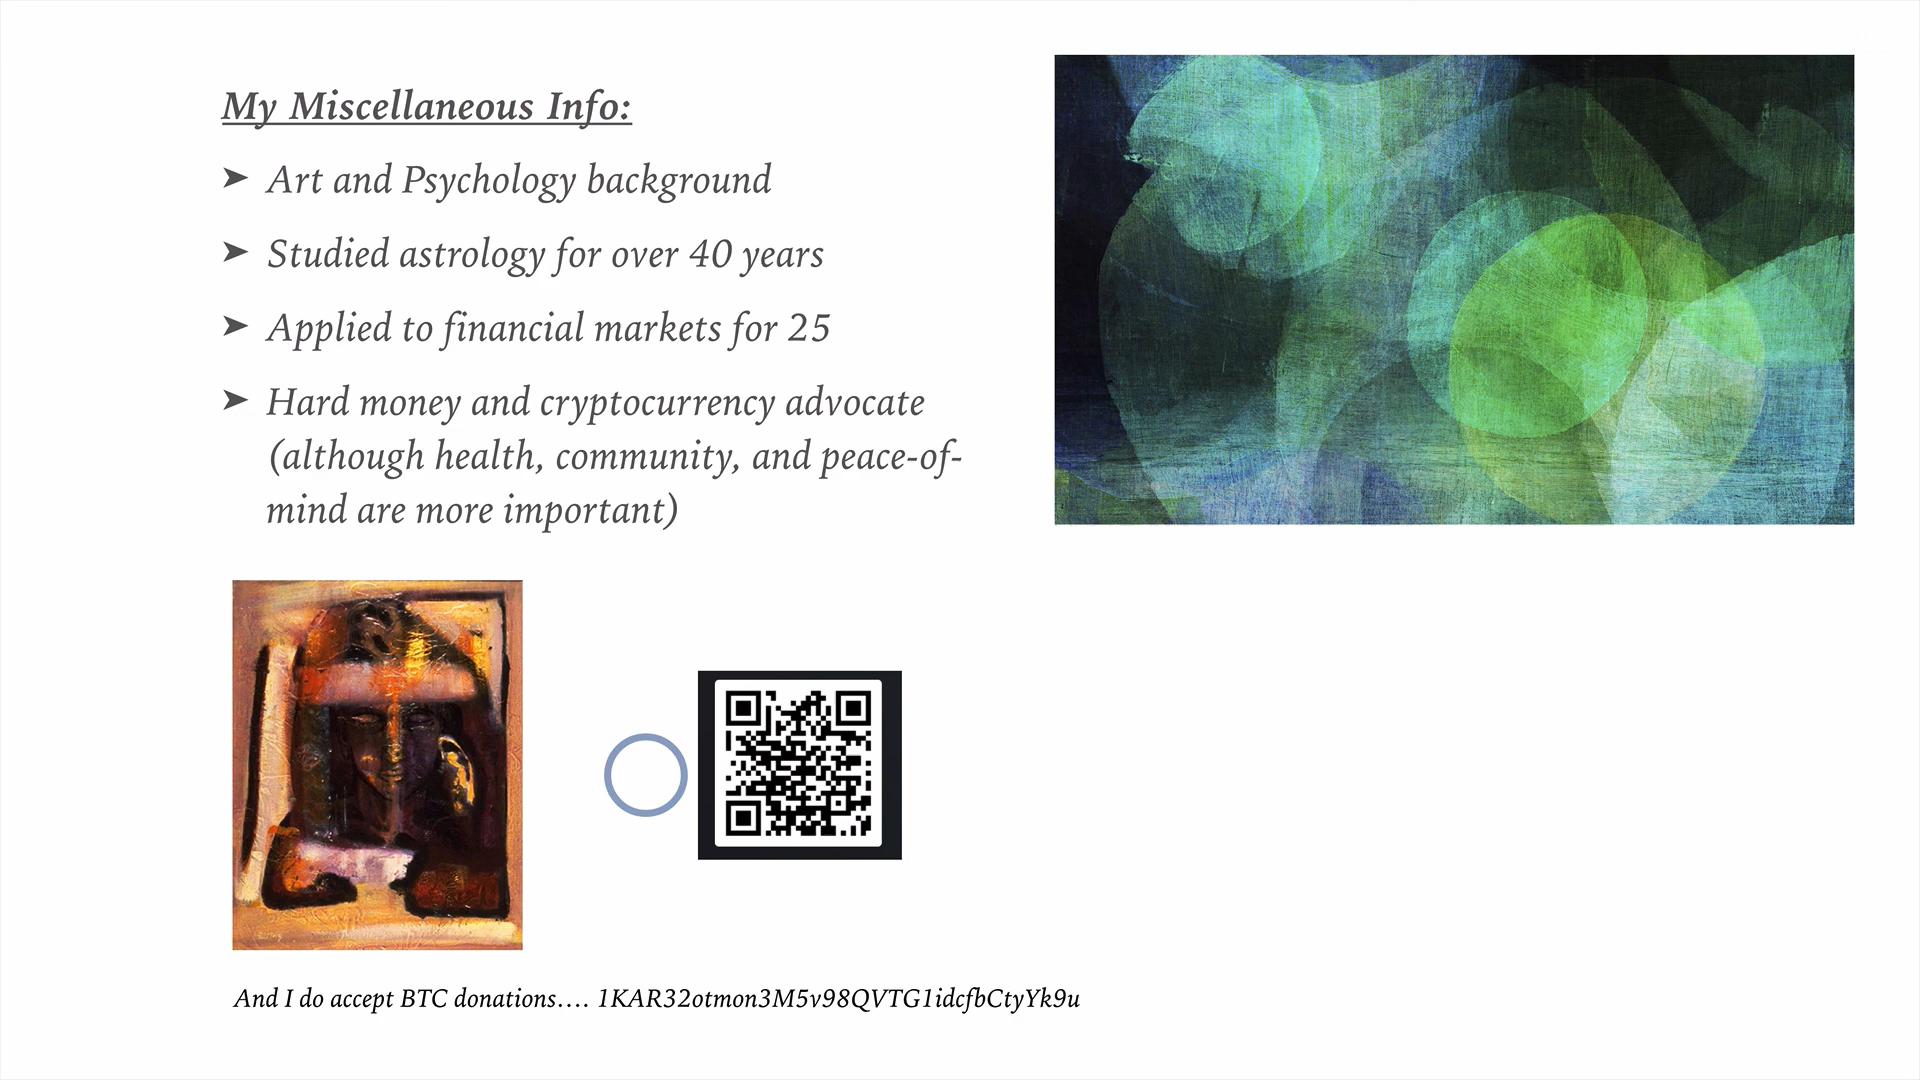 My Miscellaneous Info:
➤ Art and Psychology background
➤ Studied astrology for over 40 years
➤ Applied to financial markets for 25
➤ Hard money and cryptocurrency advocate
(although health, community, and peace-of-
mind are more important)
And I do accept BTC donations.... 1KAR32otmon3M5v98QVTG1idcfbCtyYk9u